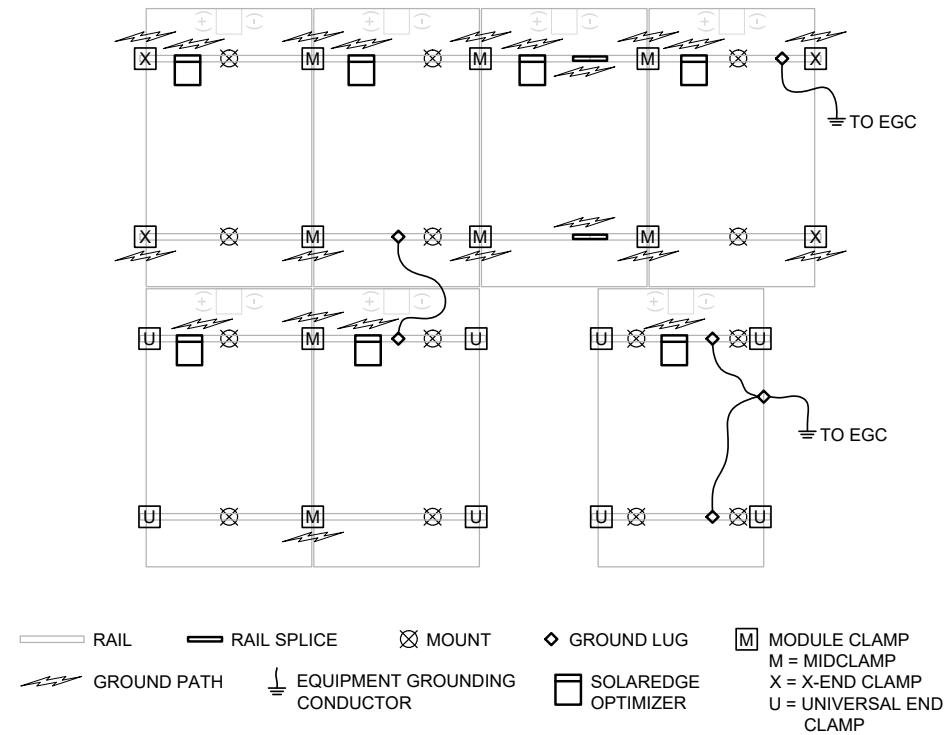 X M M M X
TO EGC
X M M M X
U M U U U
TO EGC
U M U U U
RAIL RAIL SPLICE MOUNT GROUND LUG M MODULE CLAMP
M = MIDCLAMP
GROUND PATH EQUIPMENT GROUNDING SOLAREDGE X = X-END CLAMP
CONDUCTOR OPTIMIZER U = UNIVERSAL END
CLAMP